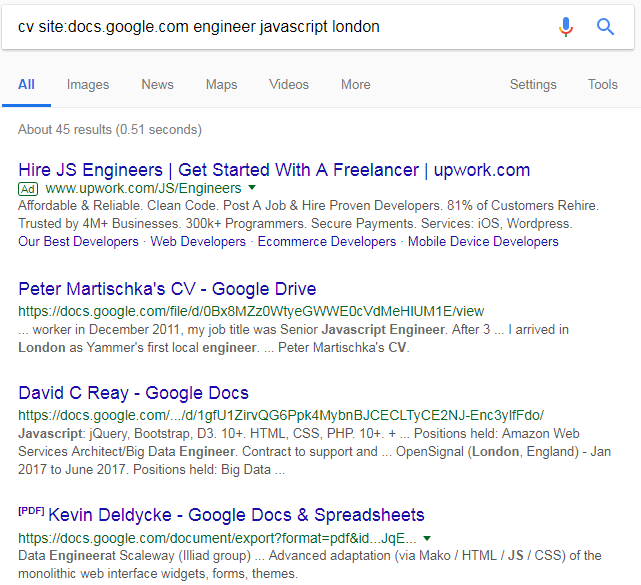 cv site:docs.google.com engineer javascript london
All Images News Maps Videos More Settings Tools
About 45 results (0.51 seconds)
Hire JS Engineers | Get Started With A Freelancer | upwork.com
Ad www.upwork.com/JS/Engineers
Affordable & Reliable. Clean Code. Post A Job & Hire Proven Developers. 81% of Customers Rehire.
Trusted by 4M+ Businesses. 300k+ Programmers. Secure Payments. Services: iOS, Wordpress.
Our Best Developers · Web Developers · Ecommerce Developers · Mobile Device Developers
Peter Martischka's CV - Google Drive
https://docs.google.com/file/d/0Bx8MZz0WtyeGWWE0cVdMeHlUM1E/view
... worker in December 2011, my job title was Senior Javascript Engineer. After 3 ... I arrived in
London as Yammer's first local engineer. ... Peter Martischka's CV.
David C Reay - Google Docs
https://docs.google.com/.../d/1gfU1ZirvQG6Ppk4MybnBJCECLTyCE2NJ-Enc3ylfFdo/
Javascript: jQuery, Bootstrap, D3. 10+. HTML, CSS, PHP. 10+. + ... Positions held: Amazon Web
Services Architect/Big Data Engineer. Contract to support and ... OpenSignal (London, England) - Jan
2017 to June 2017. Positions held: Big Data ...
[PDF] Kevin Deldycke - Google Docs & Spreadsheets
https://docs.google.com/document/export?format=pdf&id...JqE...
Data Engineerat Scaleway (Illiad group) ... Advanced adaptation (via Mako / HTML / JS / CSS) of the
monolithic web interface widgets, forms, themes.